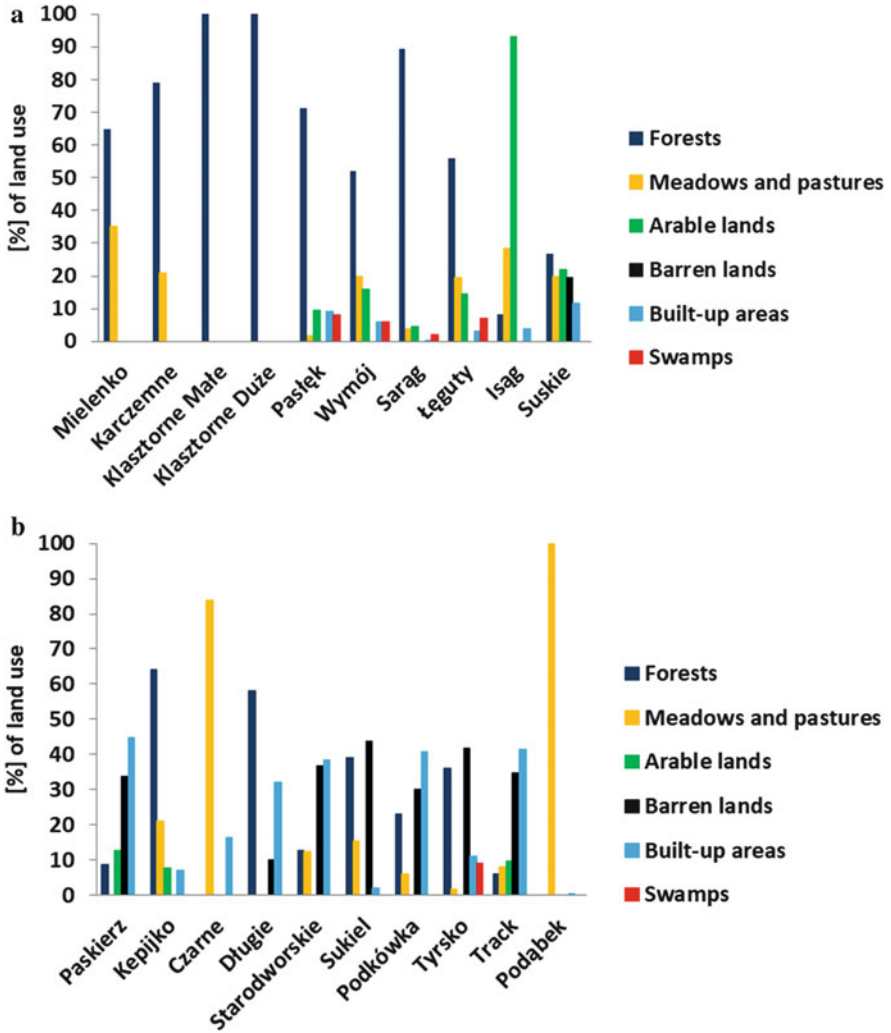 a
[%] of land use
100
90
80
70
60
50
40
30
20
10
0
Mielenko
Karczemne
Klasztorne Małe
Klasztorne Duże
Pasłęk
Wymój
Sarąg
Łęguty
Isąg
Suskie
Forests
Meadows and pastures
Arable lands
Barren lands
Built-up areas
Swamps
b
[%] of land use
100
90
80
70
60
50
40
30
20
10
0
Paskierz
Kepijko
Czarne
Długie
Starodworskie
Sukiel
Podkówka
Tyrsko
Track
Podąbek
Forests
Meadows and pastures
Arable lands
Barren lands
Built-up areas
Swamps